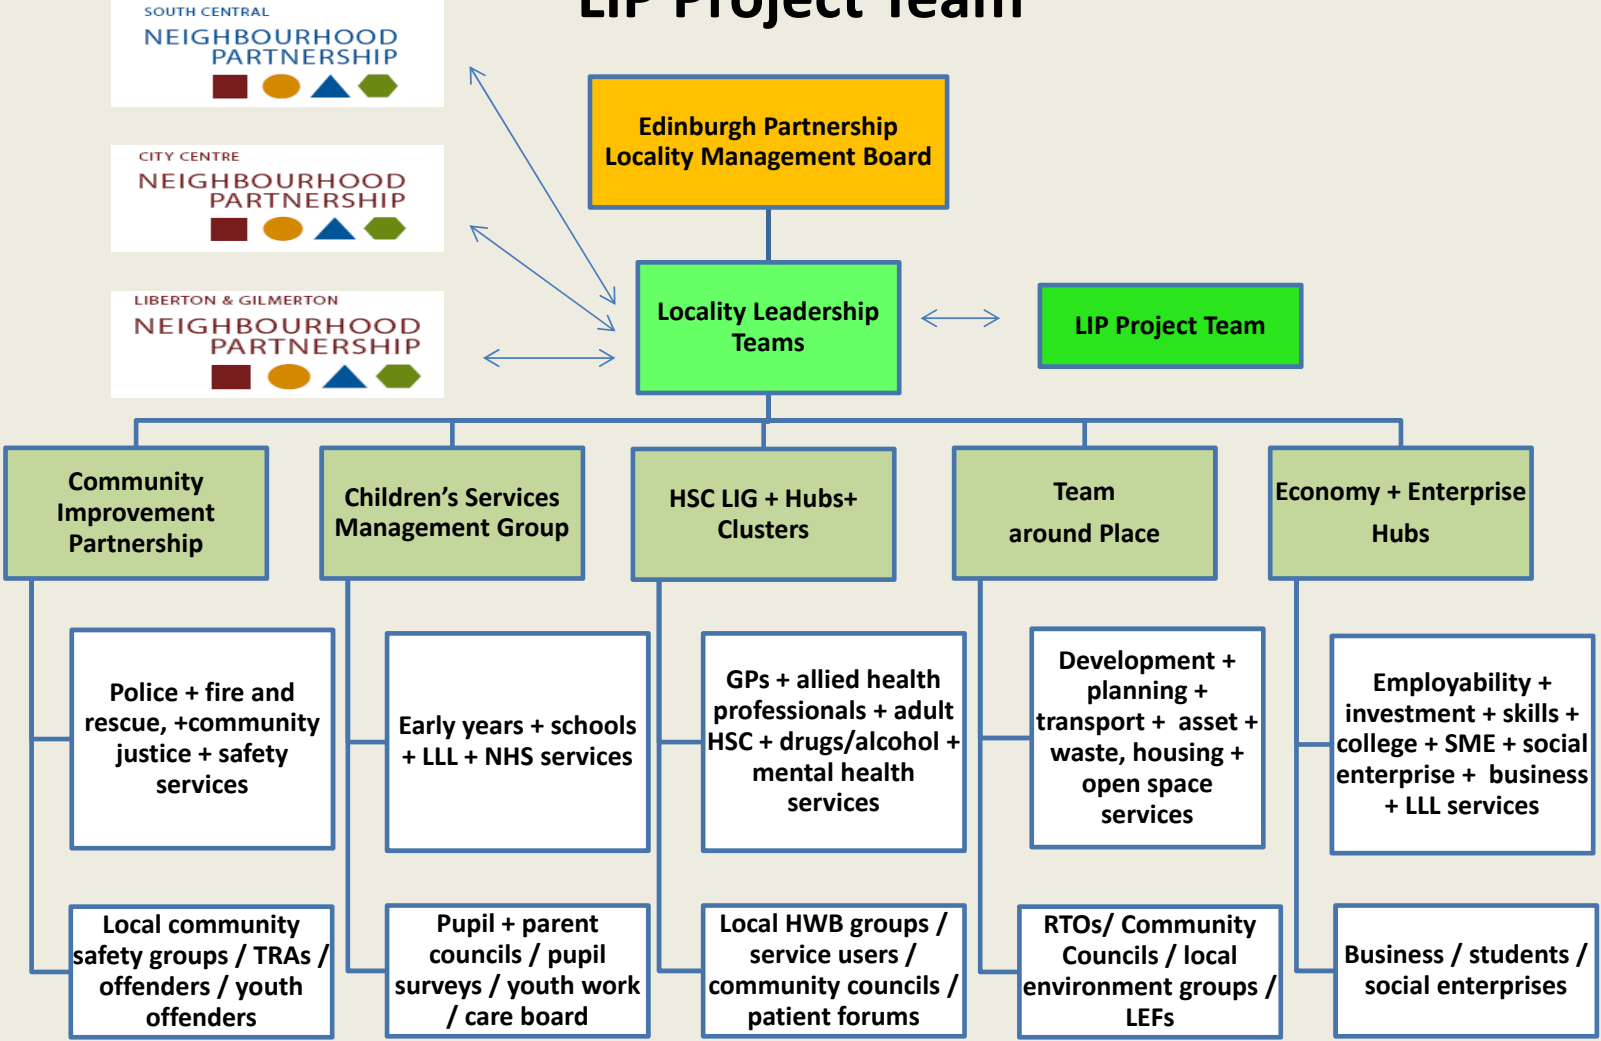 LIP Project Team
SOUTH CENTRAL
NEIGHBOURHOOD
PARTNERSHIP
CITY CENTRE
NEIGHBOURHOOD
PARTNERSHIP
LIBERTON & GILMERTON
NEIGHBOURHOOD
PARTNERSHIP
Edinburgh Partnership
Locality Management Board
Locality Leadership
Teams
LIP Project Team
Community
Improvement
Partnership
Children’s Services
Management Group
HSC LIG + Hubs+
Clusters
Team
around Place
Economy + Enterprise
Hubs
Police + fire and
rescue, +community
justice + safety
services
Early years + schools
+ LLL + NHS services
GPs + allied health
professionals + adult
HSC + drugs/alcohol +
mental health
services
Development +
planning +
transport + asset +
waste, housing +
open space
services
Employability +
investment + skills +
college + SME + social
enterprise + business
+ LLL services
Local community
safety groups / TRAs /
offenders / youth
offenders
Pupil + parent
councils / pupil
surveys / youth work
/ care board
Local HWB groups /
service users /
community councils /
patient forums
RTOs/ Community
Councils / local
environment groups /
LEFs
Business / students /
social enterprises